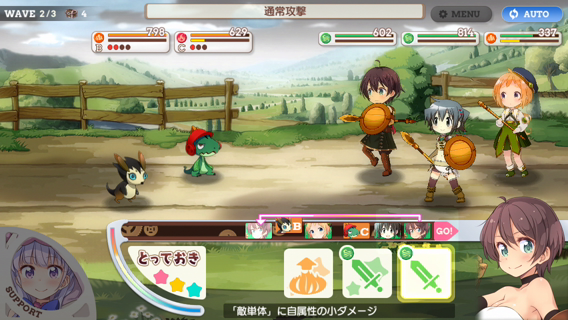 WAVE 2/3 4
通常攻撃
MENU
AUTO
B 798
C 629
602
814
337
B
C
GO!
とっておき
SUPPORT
「敵単体」に自属性の小ダメージ